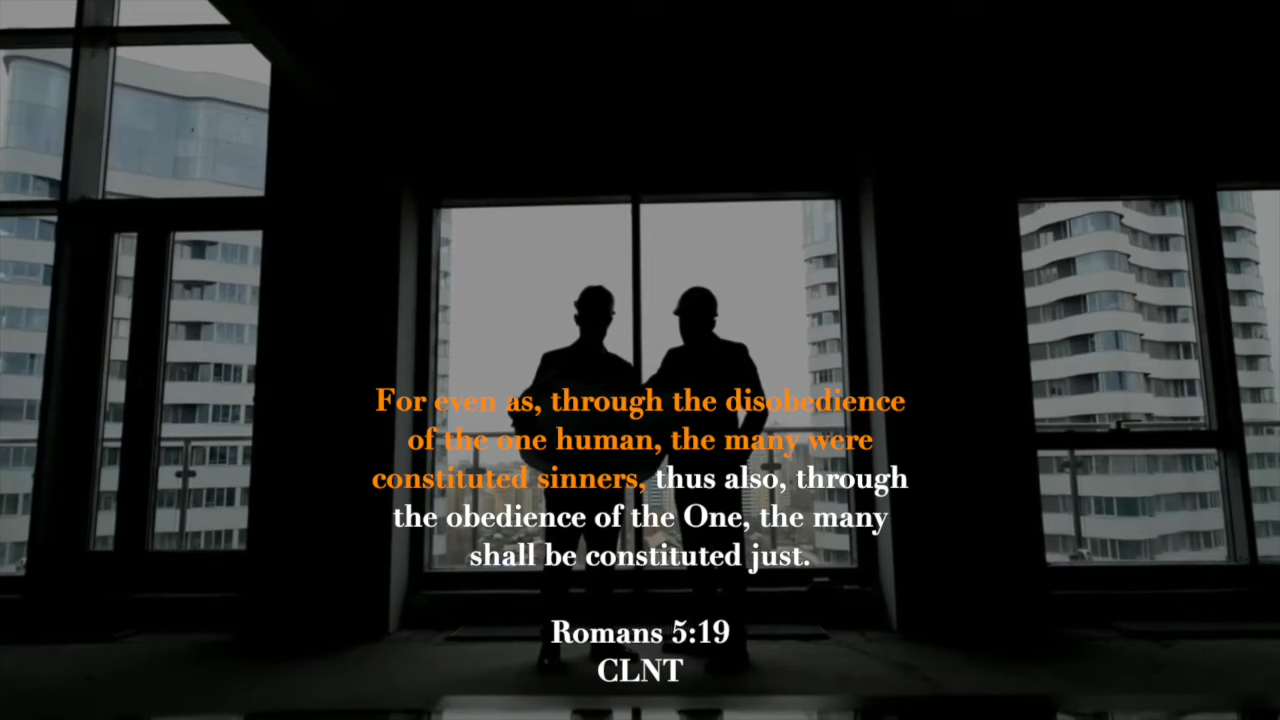 For even as, through the disobedience
of the one human, the many were
constituted sinners, thus also, through
the obedience of the One, the many
shall be constituted just.
Romans 5:19
CLNT